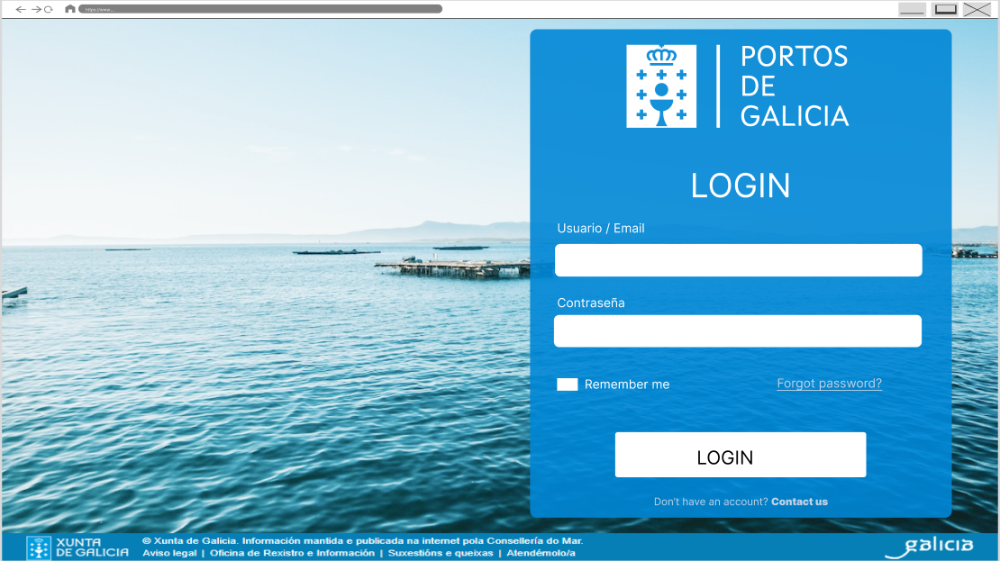 https://www...
PORTOS
DE
GALICIA
LOGIN
Usuario / Email
Contraseña
Remember me
Forgot password?
LOGIN
Don't have an account? Contact us
XUNTA
DE GALICIA
© Xunta de Galicia. Información mantida e publicada na internet pola Consellería do Mar.
Aviso legal | Oficina de Rexistro e Información | Suxestións e queixas | Atendémolo/a
galicia